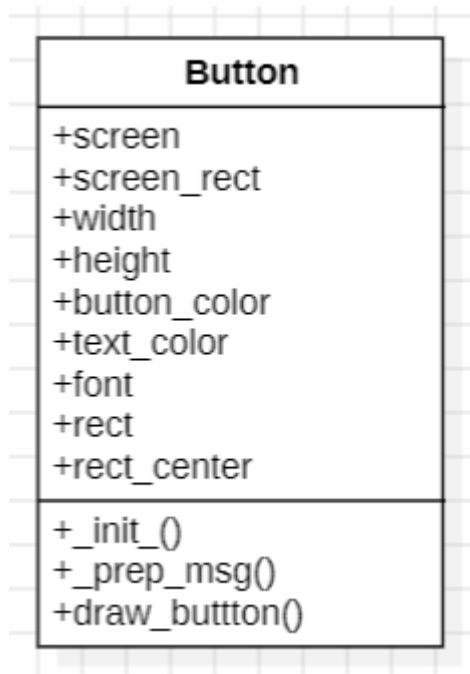 Button
+screen
+screen_rect
+width
+height
+button_color
+text_color
+font
+rect
+rect_center
+_init_()
+_prep_msg()
+draw_buttton()